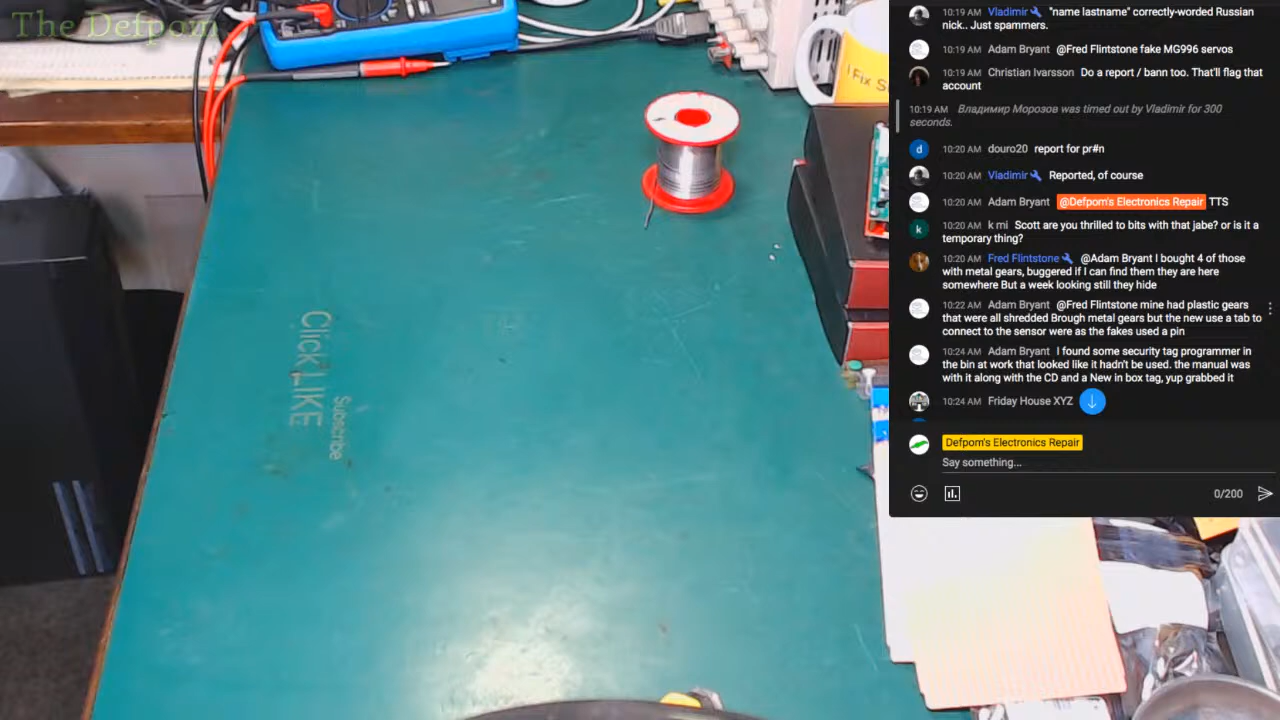 The Defpom
I Fix S
Click LIKE
Subscribe
10:19 AM Vladimir "name lastname" correctly-worded Russian
nick.. Just spammers.
10:19 AM Adam Bryant @Fred Flintstone fake MG996 servos
10:19 AM Christian Ivarsson Do a report / bann too. That'll flag that
account
10:19 AM Владимир Морозов was timed out by Vladimir for 300
seconds.
d 10:20 AM douro20 report for pr#n
10:20 AM Vladimir Reported, of course
10:20 AM Adam Bryant @Defpom's Electronics Repair TTS
k 10:20 AM k mi Scott are you thrilled to bits with that jabe? or is it a
temporary thing?
10:20 AM Fred Flintstone @Adam Bryant I bought 4 of those
with metal gears, buggered if I can find them they are here
somewhere But a week looking still they hide
10:22 AM Adam Bryant @Fred Flintstone mine had plastic gears
that were all shredded Brough metal gears but the new use a tab to
connect to the sensor were as the fakes used a pin
10:24 AM Adam Bryant I found some security tag programmer in
the bin at work that looked like it hadn't be used. the manual was
with it along with the CD and a New in box tag, yup grabbed it
10:24 AM Friday House XYZ
Defpom's Electronics Repair
Say something...
0/200